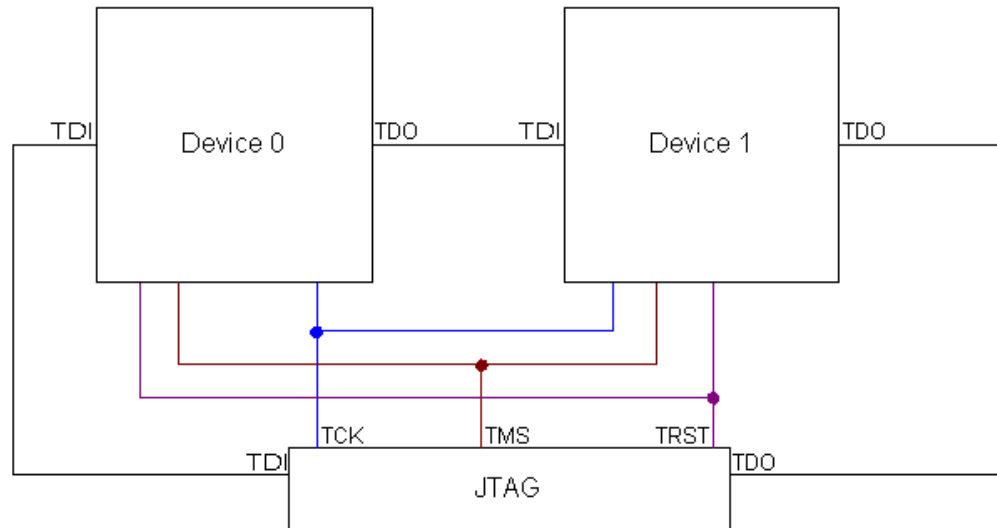 TDI
Device 0
TDO
TDI
Device 1
TDO
TCK
TMS
TRST
TDI
JTAG
TDO